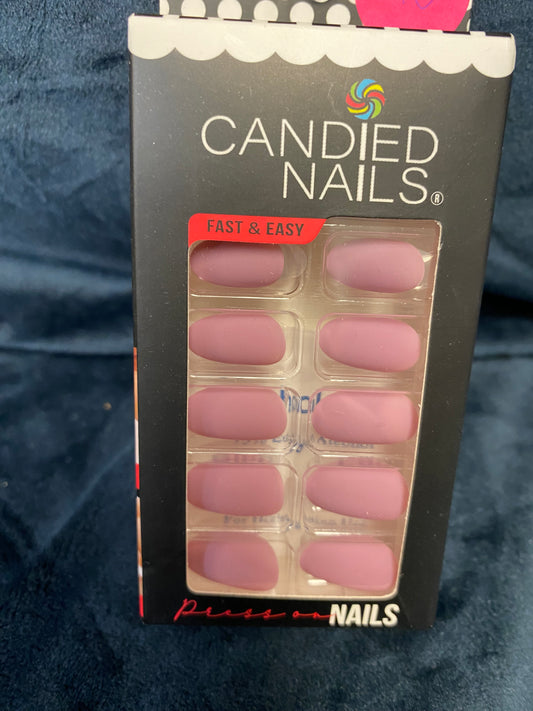 CANDIED
NAILS®
FAST & EASY
Press on NAILS